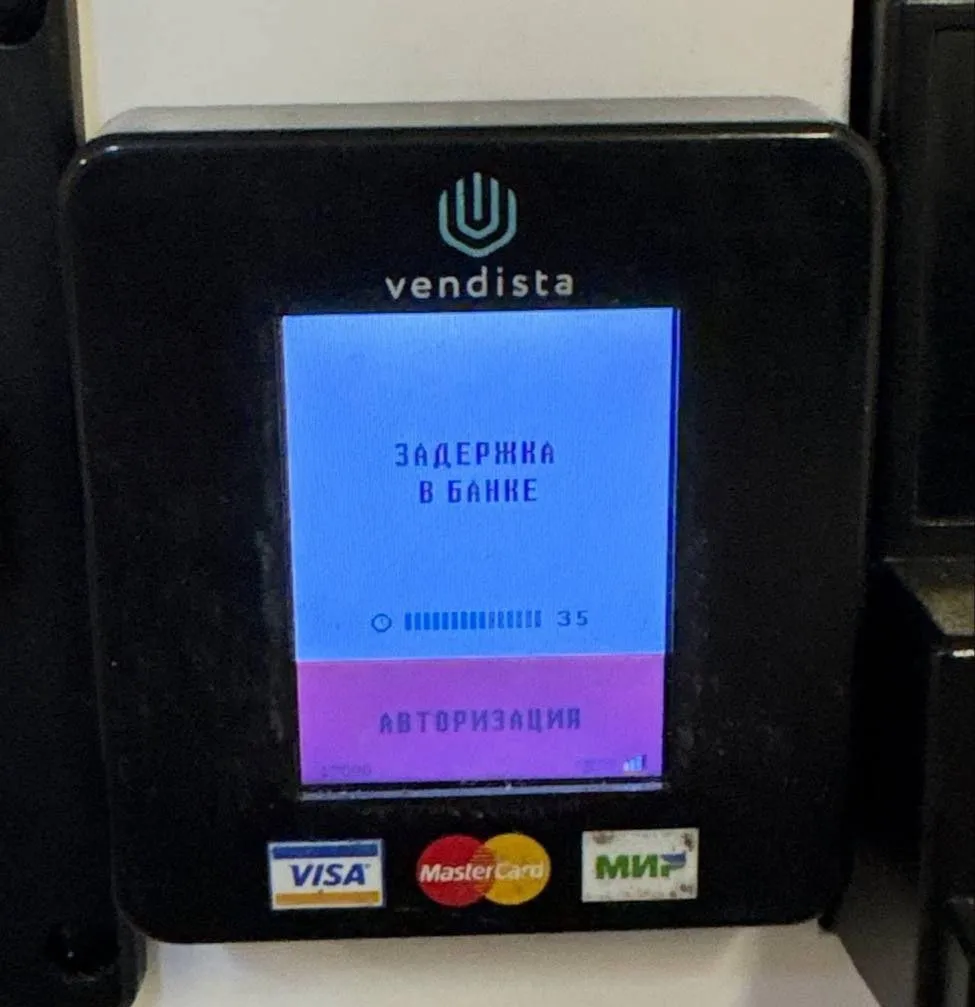 vendista
ЗАДЕРЖКА
В БАНКЕ
35
АВТОРИЗАЦИЯ
VISA
MasterCard
МИР